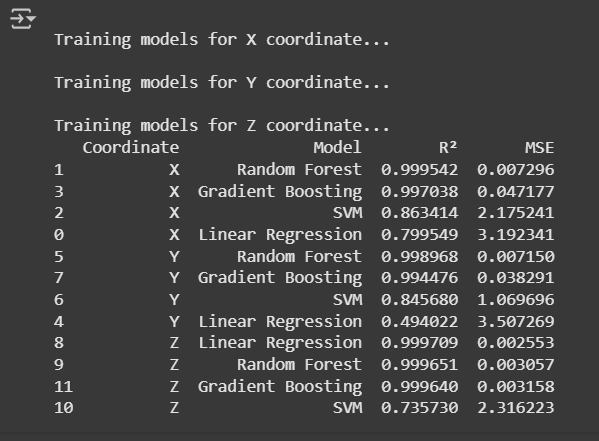 Training models for X coordinate...
Training models for Y coordinate...
Training models for Z coordinate...
Coordinate Model R² MSE
1 X Random Forest 0.999542 0.007296
3 X Gradient Boosting 0.997038 0.047177
2 X SVM 0.863414 2.175241
0 X Linear Regression 0.799549 3.192341
5 Y Random Forest 0.998968 0.007150
7 Y Gradient Boosting 0.994476 0.038291
6 Y SVM 0.845680 1.069696
4 Y Linear Regression 0.494022 3.507269
8 Z Linear Regression 0.999709 0.002553
9 Z Random Forest 0.999651 0.003057
11 Z Gradient Boosting 0.999640 0.003158
10 Z SVM 0.735730 2.316223